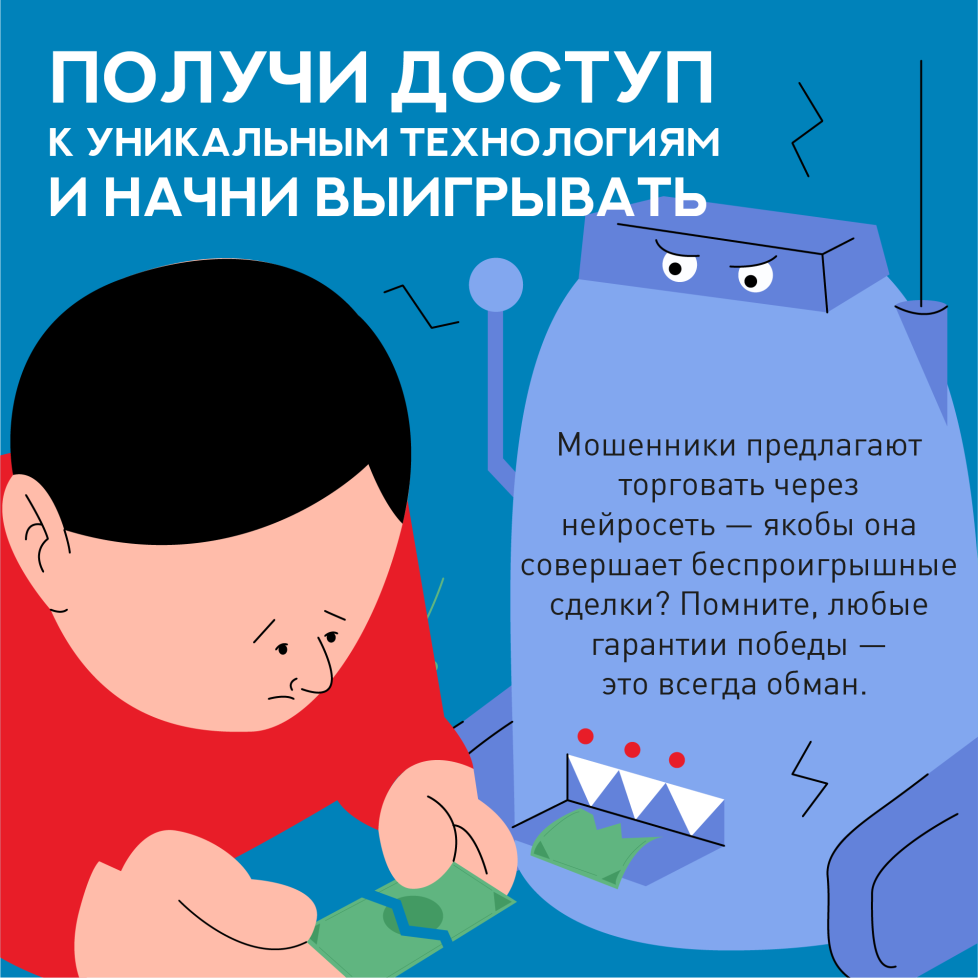 ПОЛУЧИ ДОСТУП
К УНИКАЛЬНЫМ ТЕХНОЛОГИЯМ
И НАЧНИ ВЫИГРЫВАТЬ
Мошенники предлагают
торговать через
нейросеть — якобы она
совершает беспроигрышные
сделки? Помните, любые
гарантии победы —
это всегда обман.